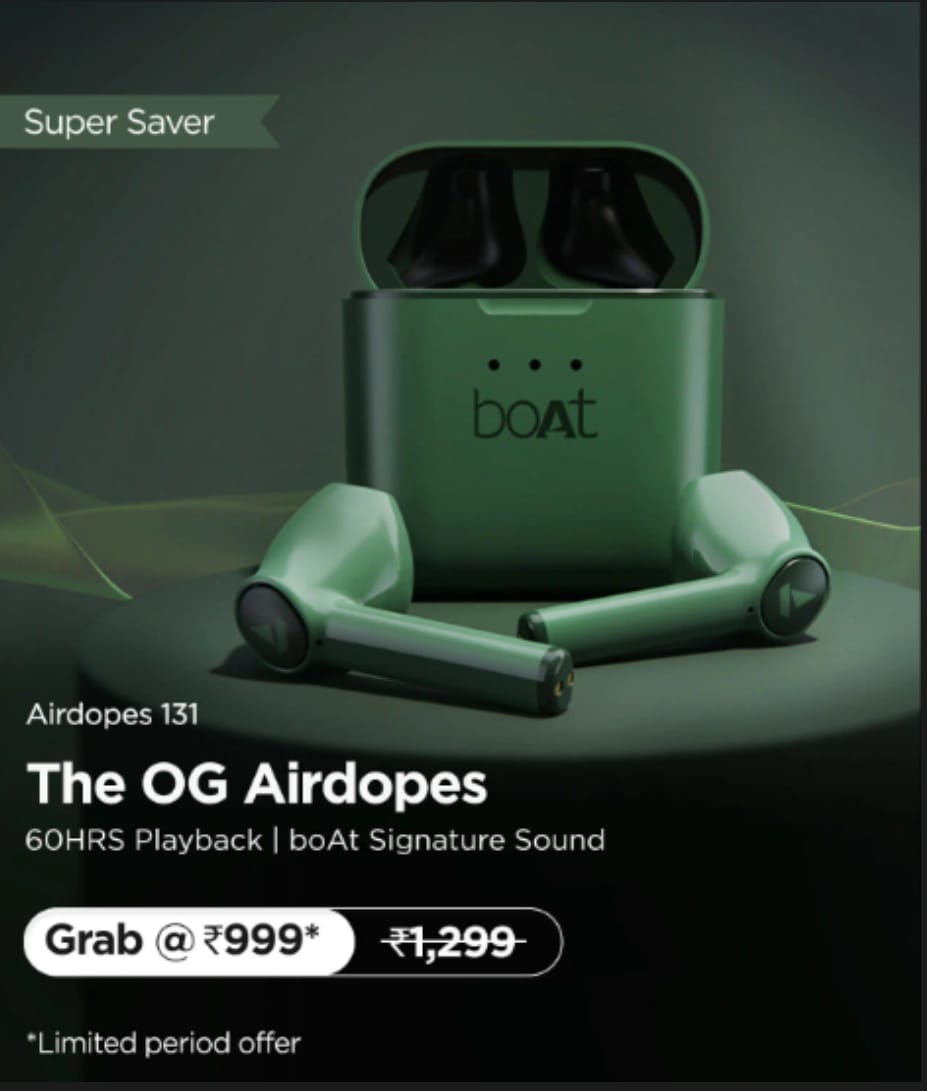 Super Saver
boAt
Airdopes 131
The OG Airdopes
60HRS Playback | boAt Signature Sound
Grab @ ₹999* ₹1,299
*Limited period offer